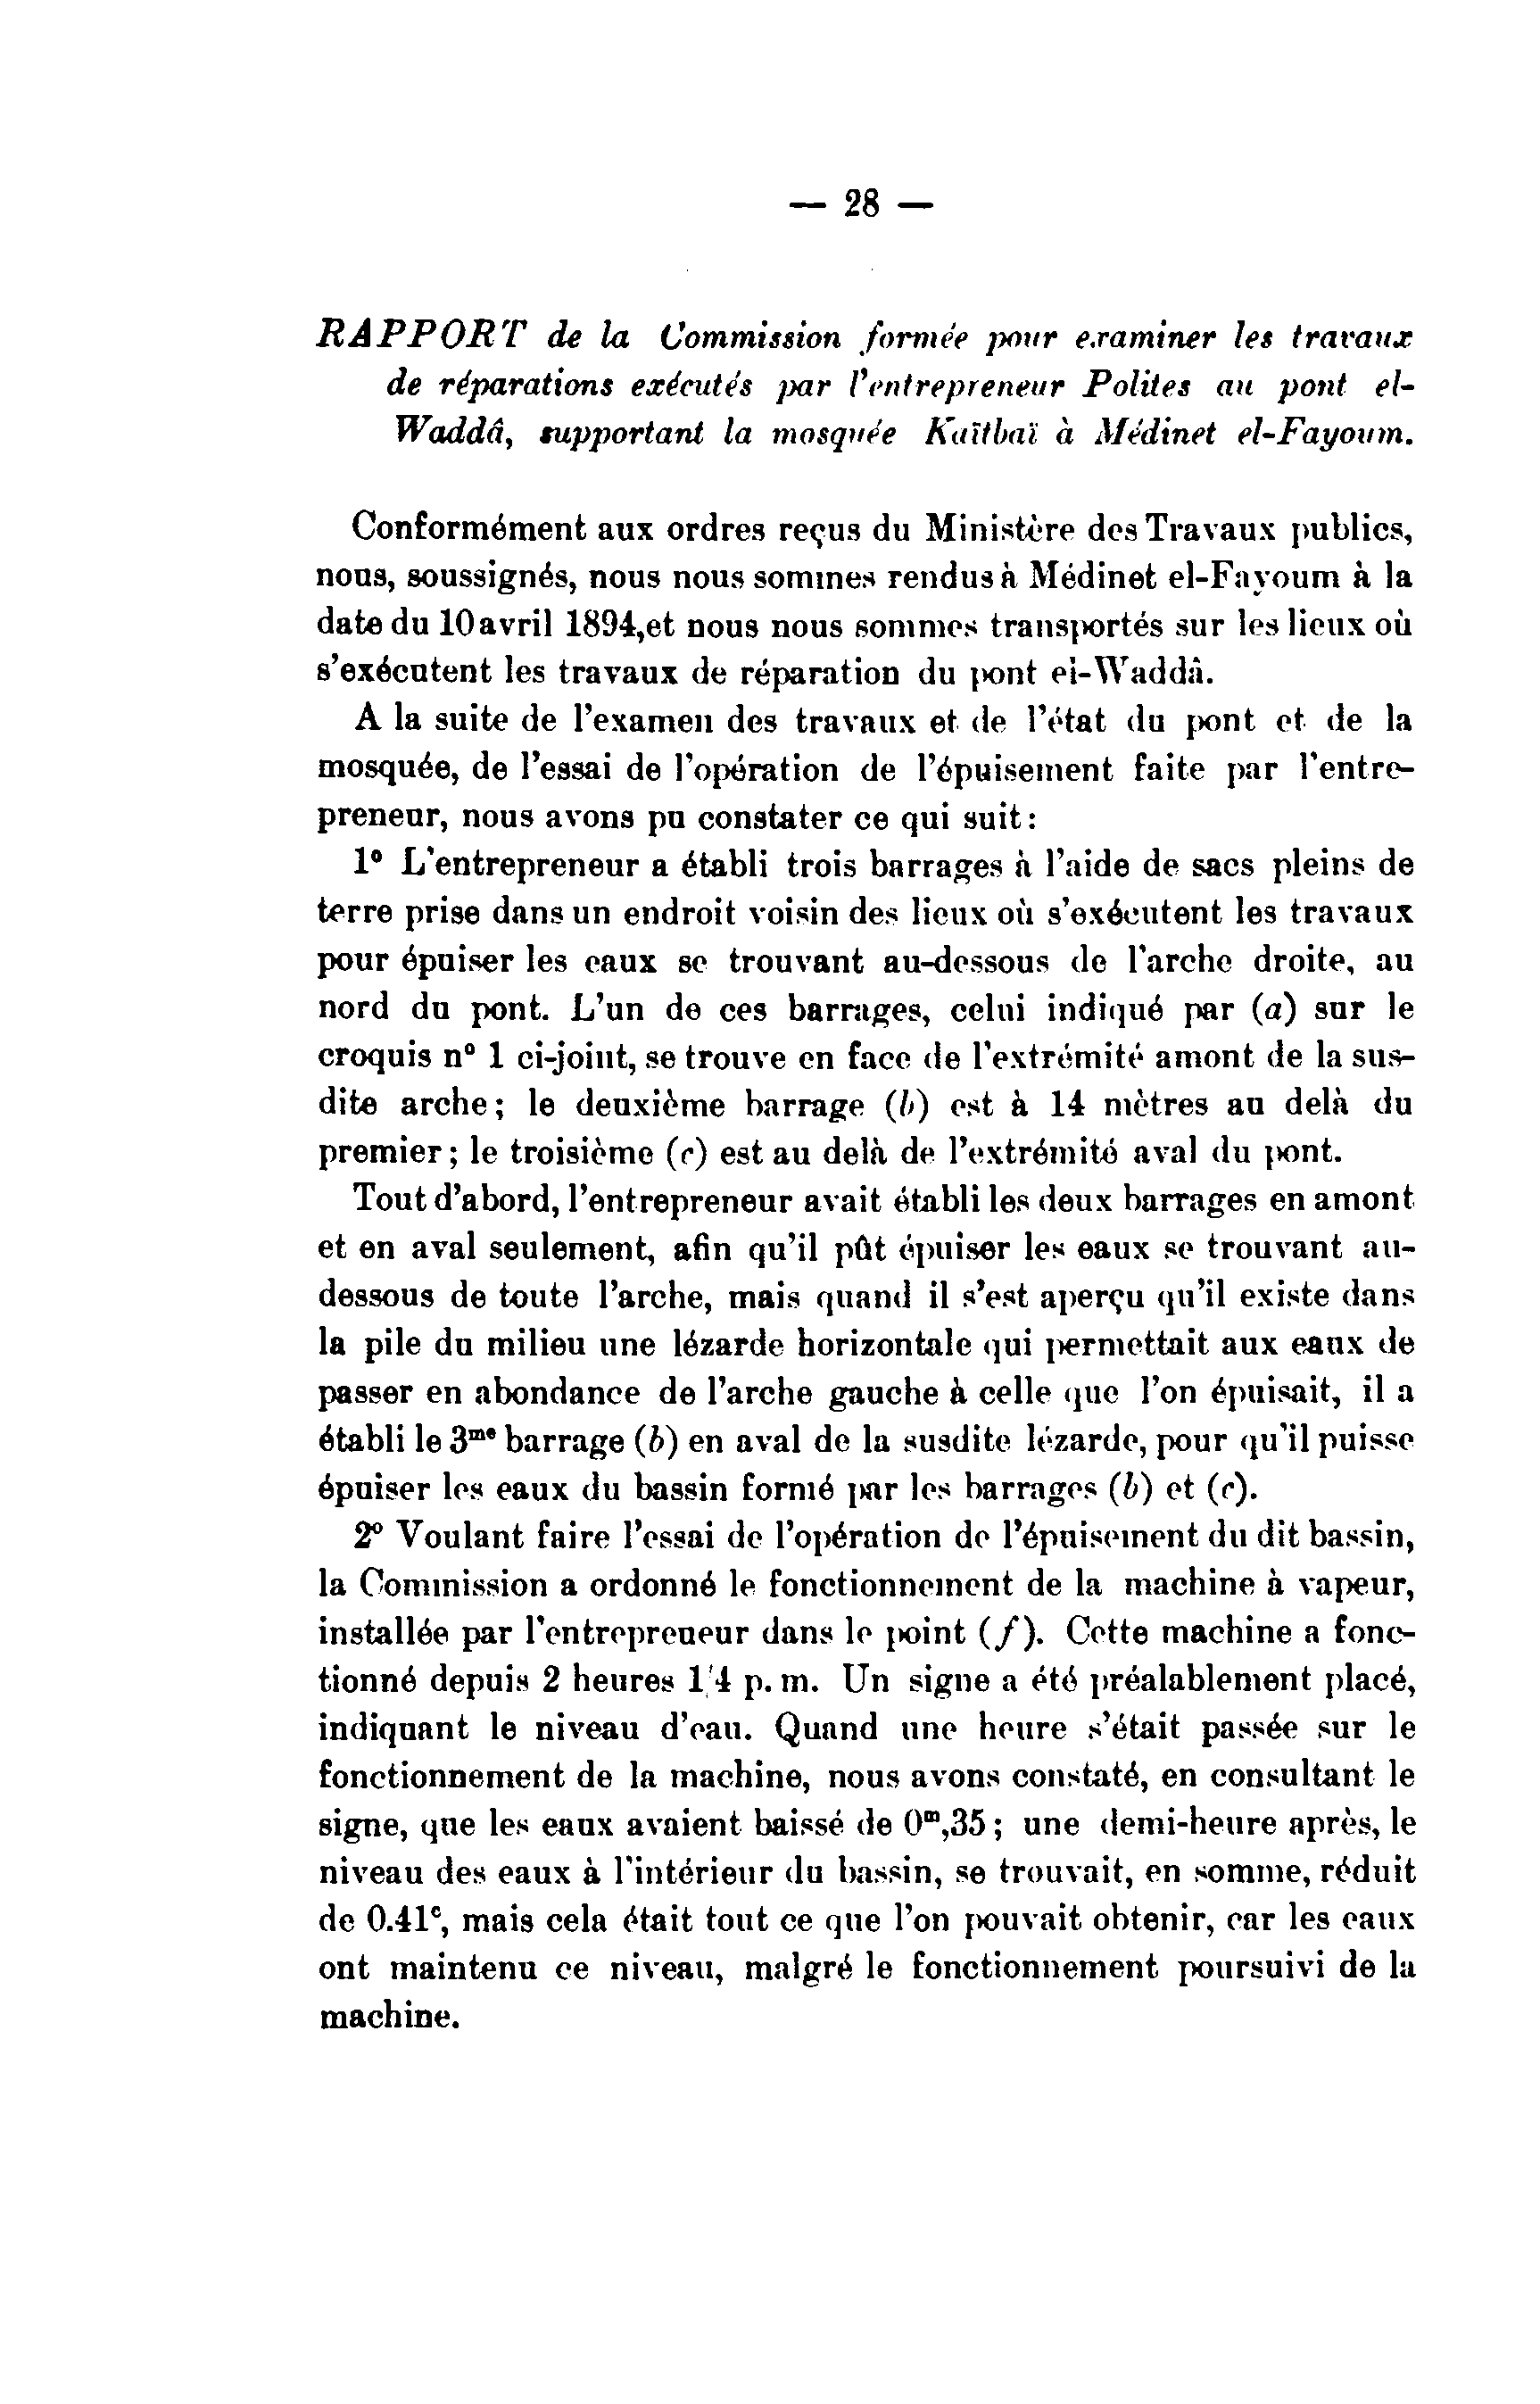 — 28 —
RAPPORT de la Commission formée pour examiner les travaux
de réparations exécutés par l'entrepreneur Polites au pont el-
Waddâ, supportant la mosquée Kaïtbaï à Médinet el-Fayoum.
Conformément aux ordres reçus du Ministère des Travaux publics,
nous, soussignés, nous nous sommes rendus à Médinet el-Fayoum à la
date du 10 avril 1894, et nous nous sommes transportés sur les lieux où
s'exécutent les travaux de réparation du pont el-Waddâ.
A la suite de l'examen des travaux et de l'état du pont et de la
mosquée, de l'essai de l'opération de l'épuisement faite par l'entre-
preneur, nous avons pu constater ce qui suit :
1° L'entrepreneur a établi trois barrages à l'aide de sacs pleins de
terre prise dans un endroit voisin des lieux où s'exécutent les travaux
pour épuiser les eaux se trouvant au-dessous de l'arche droite, au
nord du pont. L'un de ces barrages, celui indiqué par (a) sur le
croquis n° 1 ci-joint, se trouve en face de l'extrémité amont de la sus-
dite arche ; le deuxième barrage (b) est à 14 mètres au delà du
premier ; le troisième (c) est au delà de l'extrémité aval du pont.
Tout d'abord, l'entrepreneur avait établi les deux barrages en amont
et en aval seulement, afin qu'il pût épuiser les eaux se trouvant au-
dessous de toute l'arche, mais quand il s'est aperçu qu'il existe dans
la pile du milieu une lézarde horizontale qui permettait aux eaux de
passer en abondance de l'arche gauche à celle que l'on épuisait, il a
établi le 3me barrage (b) en aval de la susdite lézarde, pour qu'il puisse
épuiser les eaux du bassin formé par les barrages (b) et (c).
2° Voulant faire l'essai de l'opération de l'épuisement du dit bassin,
la Commission a ordonné le fonctionnement de la machine à vapeur,
installée par l'entrepreneur dans le point (f). Cette machine a fonc-
tionné depuis 2 heures 1/4 p. m. Un signe a été préalablement placé,
indiquant le niveau d'eau. Quand une heure s'était passée sur le
fonctionnement de la machine, nous avons constaté, en consultant le
signe, que les eaux avaient baissé de 0m,35 ; une demi-heure après, le
niveau des eaux à l'intérieur du bassin, se trouvait, en somme, réduit
de 0.41c, mais cela était tout ce que l'on pouvait obtenir, car les eaux
ont maintenu ce niveau, malgré le fonctionnement poursuivi de la
machine.